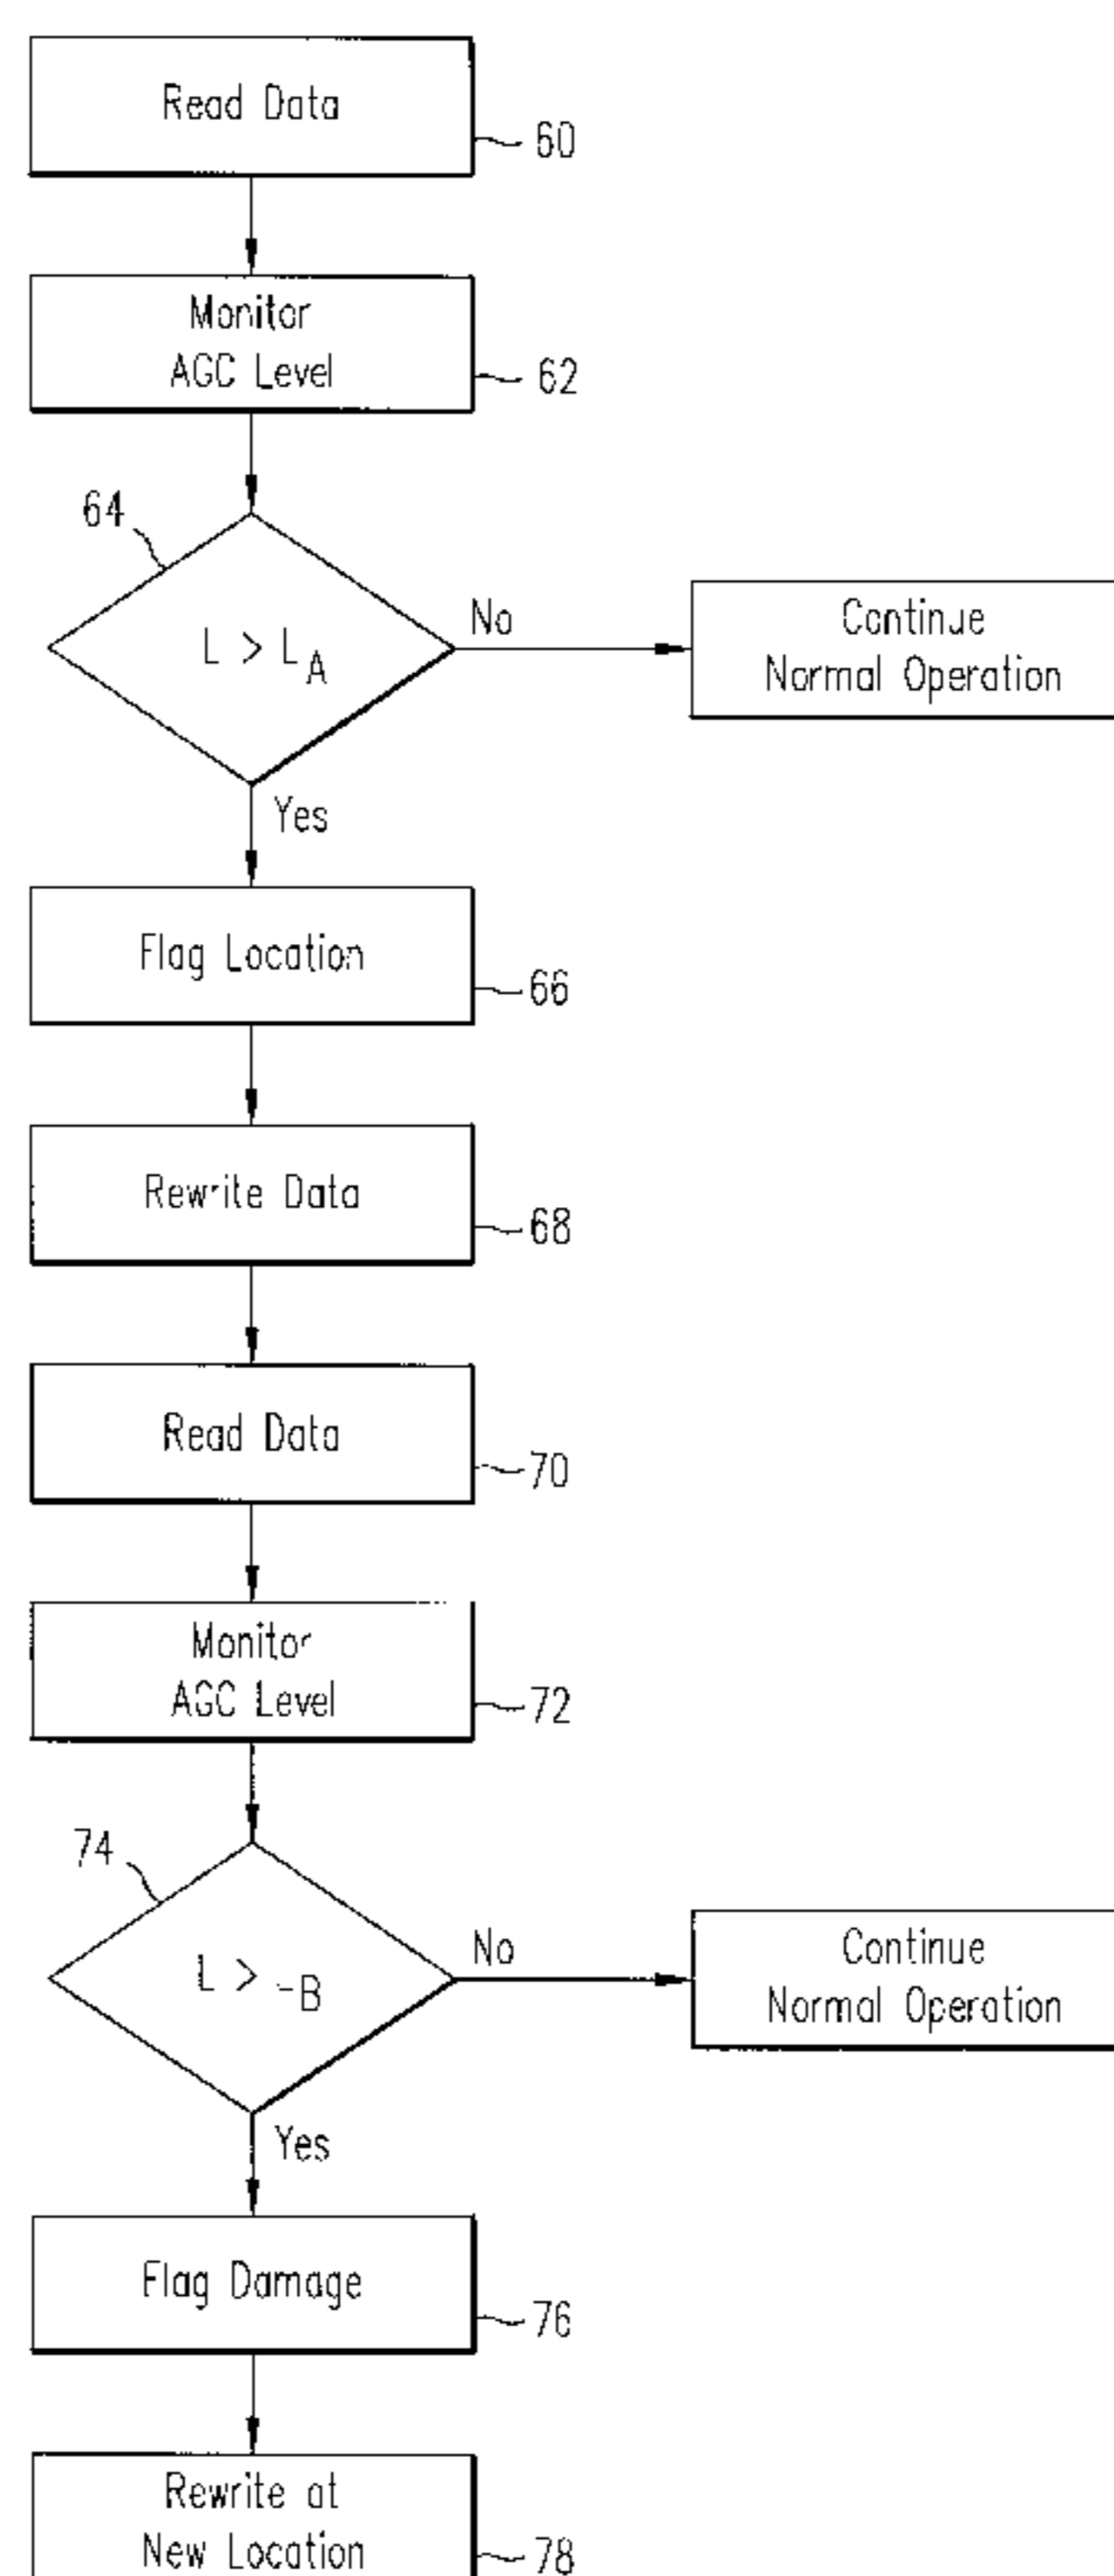 Read Data
60
Monitor
AGC Level
62
64
L > L_A
No
Continue
Normal Operation
Yes
Flag Location
66
Rewrite Data
68
Read Data
70
Monitor
AGC Level
72
74
L > -B
No
Continue
Normal Operation
Yes
Flag Damage
76
Rewrite at
New Location
78